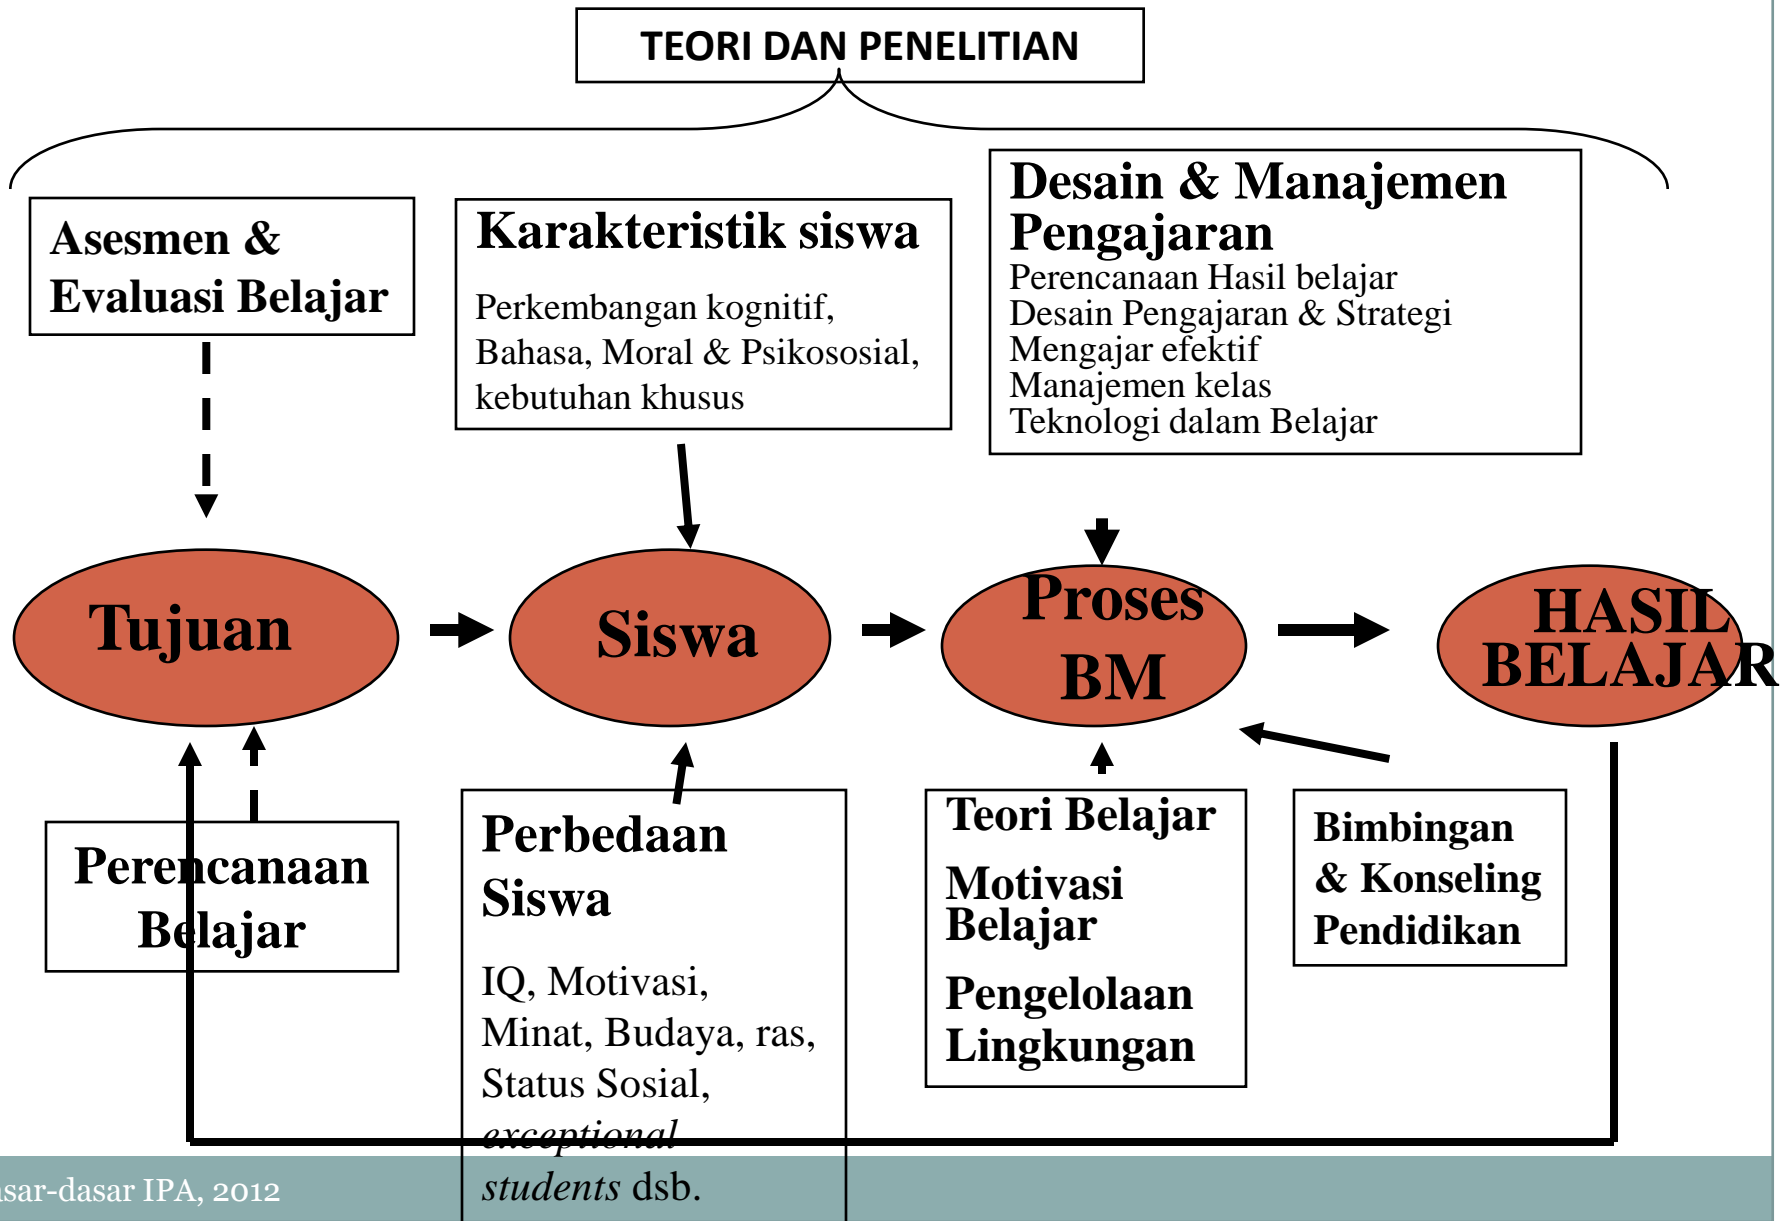 TEORI DAN PENELITIAN
Asesmen &
Evaluasi Belajar
Karakteristik siswa
Perkembangan kognitif,
Bahasa, Moral & Psikososial,
kebutuhan khusus
Desain & Manajemen
Pengajaran
Perencanaan Hasil belajar
Desain Pengajaran & Strategi
Mengajar efektif
Manajemen kelas
Teknologi dalam Belajar
Tujuan
Siswa
Proses
BM
HASIL
BELAJAR
Perencanaan
Belajar
Perbedaan
Siswa
IQ, Motivasi,
Minat, Budaya, ras,
Status Sosial,
exceptional
students dsb.
Teori Belajar
Motivasi
Belajar
Pengelolaan
Lingkungan
Bimbingan
& Konseling
Pendidikan
asar-dasar IPA, 2012